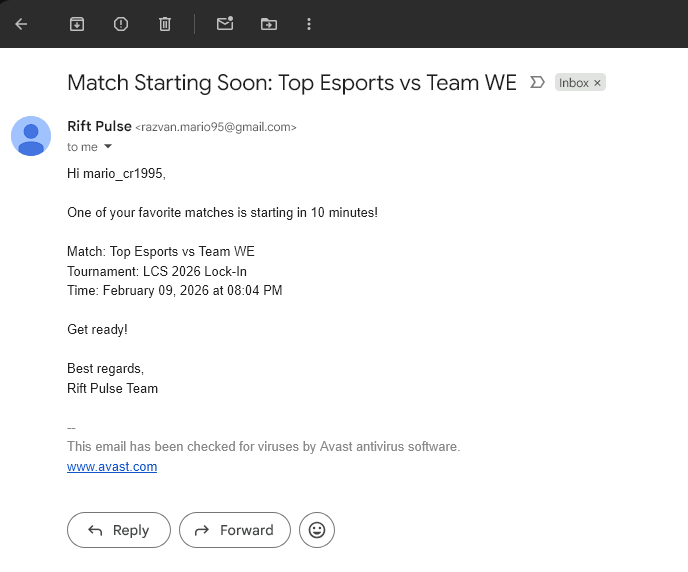 Match Starting Soon: Top Esports vs Team WE
Inbox ×
Rift Pulse <razvan.mario95@gmail.com>
to me
Hi mario_cr1995,
One of your favorite matches is starting in 10 minutes!
Match: Top Esports vs Team WE
Tournament: LCS 2026 Lock-In
Time: February 09, 2026 at 08:04 PM
Get ready!
Best regards,
Rift Pulse Team
--
This email has been checked for viruses by Avast antivirus software.
www.avast.com
Reply
Forward